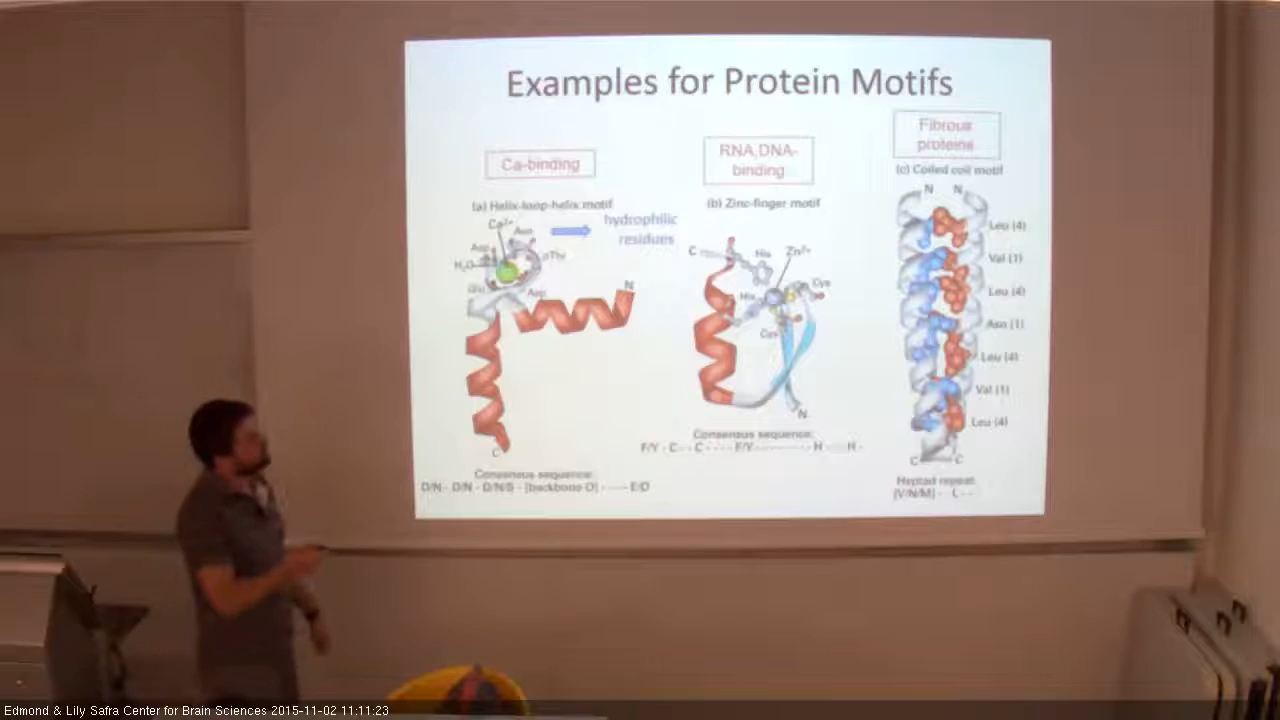 Examples for Protein Motifs
Ca-binding
(a) Helix-loop-helix motif
Ca2+
Asn
hydrophilic
residues
Asp
Thr
H₂O
Glu
Asp
N
C
Consensus sequence:
D/N - D/N - D/N/S - [backbone O] - - - - E/D
RNA,DNA-
binding
(b) Zinc-finger motif
C
His
Zn2+
His
Cys
Cys
N
Consensus sequence:
F/Y - C - - C - - - - F/Y - - - - - - - - H - - - H -
Fibrous
proteins
(c) Coiled coil motif
N N
Leu (4)
Val (1)
Leu (4)
Asn (1)
Leu (4)
Val (1)
Leu (4)
C C
Heptad repeat:
[V/N/M] - - L - -
Edmond & Lily Safra Center for Brain Sciences 2015-11-02 11:11:23